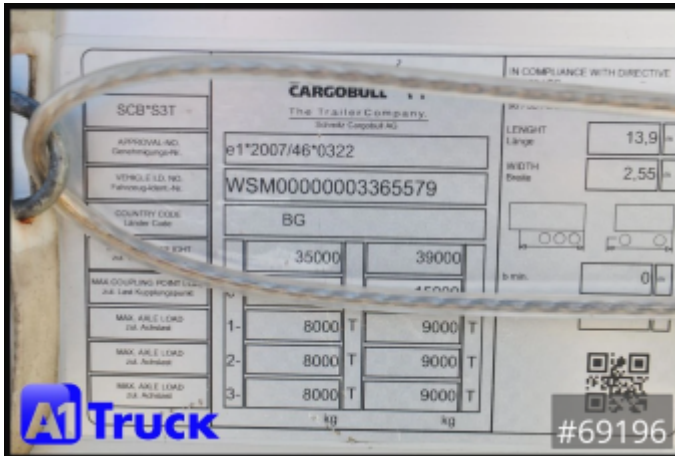 CARGOBULL
IN COMPLIANCE WITH DIRECTIVE
SCB*S3T
The Trailer Company.
Schmitz Cargobull AG
APPROVAL-NO.
Genehmigungs-Nr.
e1*2007/46*0322
LENGHT
Länge
13,9
VEHICLE I.D. NO.
Fahrzeug-Ident.-Nr.
WSM00000003365579
WIDTH
Breite
2,55
COUNTRY CODE
Länder Code
BG
35000
39000
b min.
0
MAX.COUPLING POINT
zul. Last Kupplungspunkt
MAX. AXLE LOAD
zul. Achslast
1-
8000
T
9000
T
MAX. AXLE LOAD
zul. Achslast
2-
8000
T
9000
T
MAX. AXLE LOAD
zul. Achslast
3-
8000
T
9000
T
kg
kg
A1 Truck
#69196